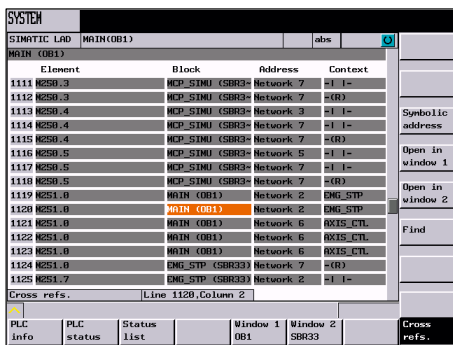 SYSTEM
SIMATIC LAD MAIN(OB1) abs
MAIN (OB1)
Element Block Address Context
1111 M250.3 MCP_SIMU (SBR3~ Network 7 -| |-
1112 M250.3 MCP_SIMU (SBR3~ Network 7 -(R)
1113 M250.4 MCP_SIMU (SBR3~ Network 3 -| |-
1114 M250.4 MCP_SIMU (SBR3~ Network 7 -| |-
1115 M250.4 MCP_SIMU (SBR3~ Network 7 -(R)
1116 M250.5 MCP_SIMU (SBR3~ Network 5 -| |-
1117 M250.5 MCP_SIMU (SBR3~ Network 7 -| |-
1118 M250.5 MCP_SIMU (SBR3~ Network 7 -(R)
1119 M251.0 MAIN (OB1) Network 2 EMG_STP
1120 M251.0 MAIN (OB1) Network 2 EMG_STP
1121 M251.0 MAIN (OB1) Network 6 AXIS_CTL
1122 M251.0 MAIN (OB1) Network 6 AXIS_CTL
1123 M251.0 MAIN (OB1) Network 6 AXIS_CTL
1124 M251.0 EMG_STP (SBR33) Network 7 -(R)
1125 M251.7 EMG_STP (SBR33) Network 2 -| |-
Cross refs. Line 1120,Column 2
Symbolic
address
Open in
window 1
Open in
window 2
Find
PLC
info
PLC
status
Status
list
Window 1
OB1
Window 2
SBR33
Cross
refs.